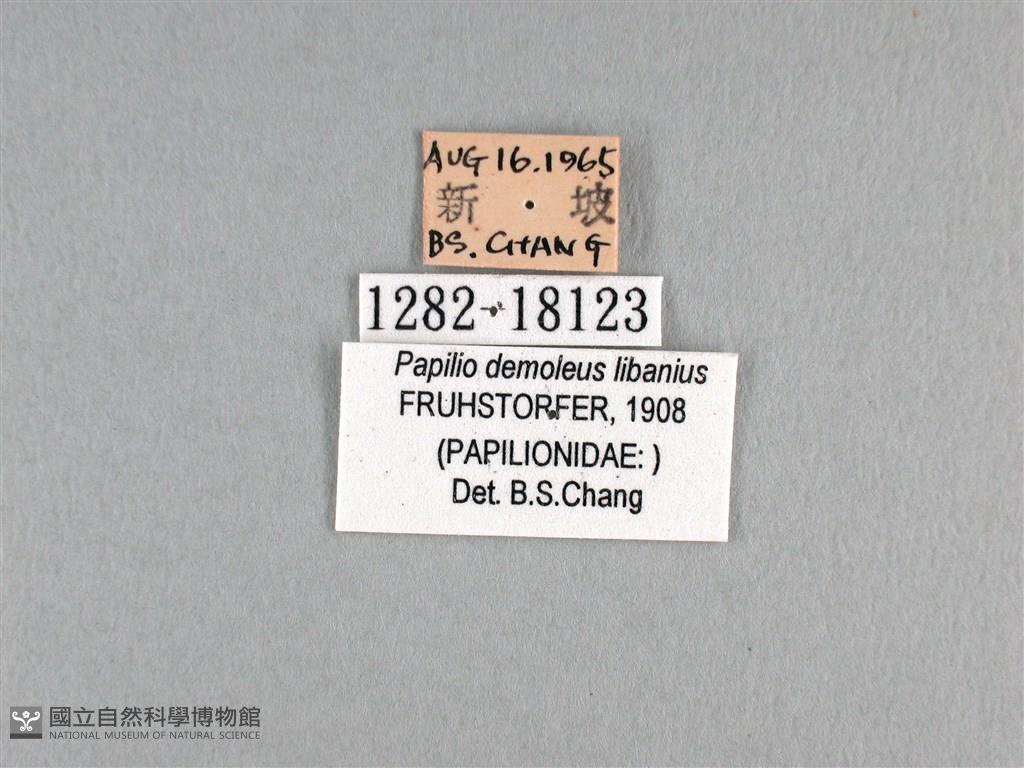 AUG 16.1965
新 坡
BS. CHANG
1282-18123
Papilio demoleus libanius
FRUHSTORFER, 1908
(PAPILIONIDAE: )
Det. B.S.Chang
國立自然科學博物館
NATIONAL MUSEUM OF NATURAL SCIENCE